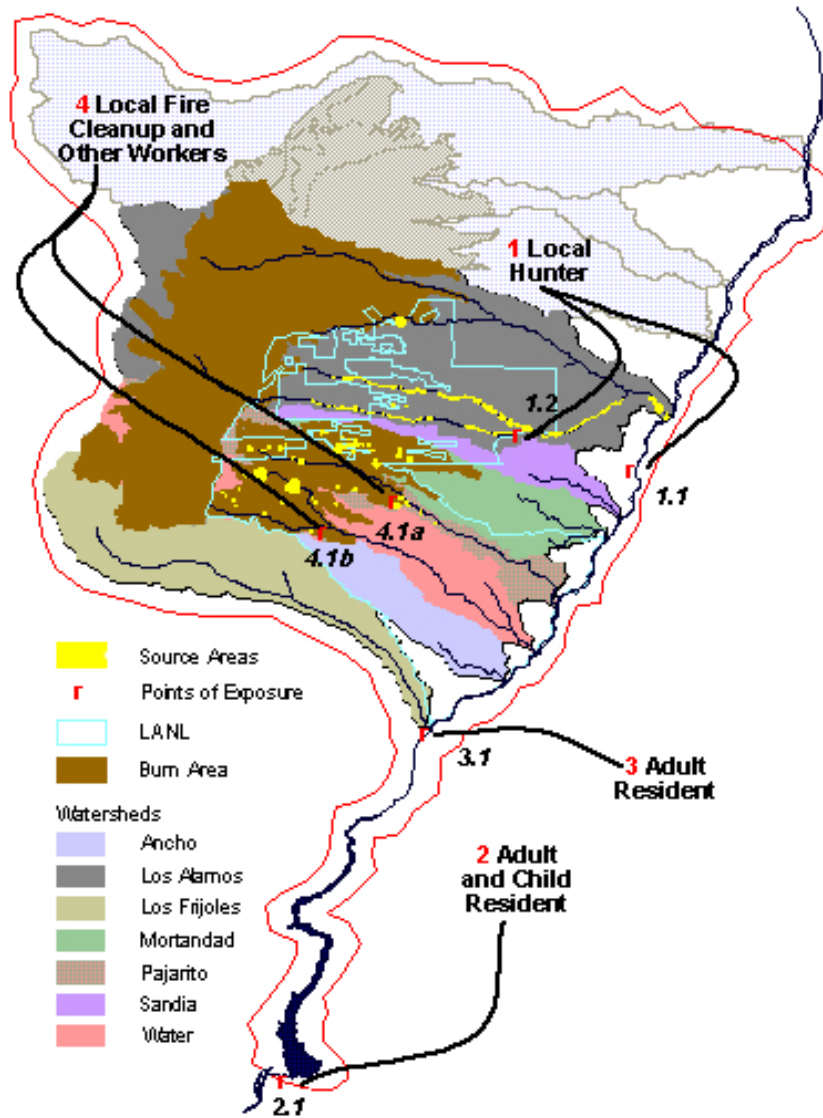 4 Local Fire
Cleanup and
Other Workers
1 Local
Hunter
1.2
1.1
4.1a
4.1b
Source Areas
r Points of Exposure
LANL
Burn Area
Watersheds
Ancho
Los Alamos
Los Frijoles
Mortandad
Pajarito
Sandia
Water
3.1
3 Adult
Resident
2 Adult
and Child
Resident
2.1